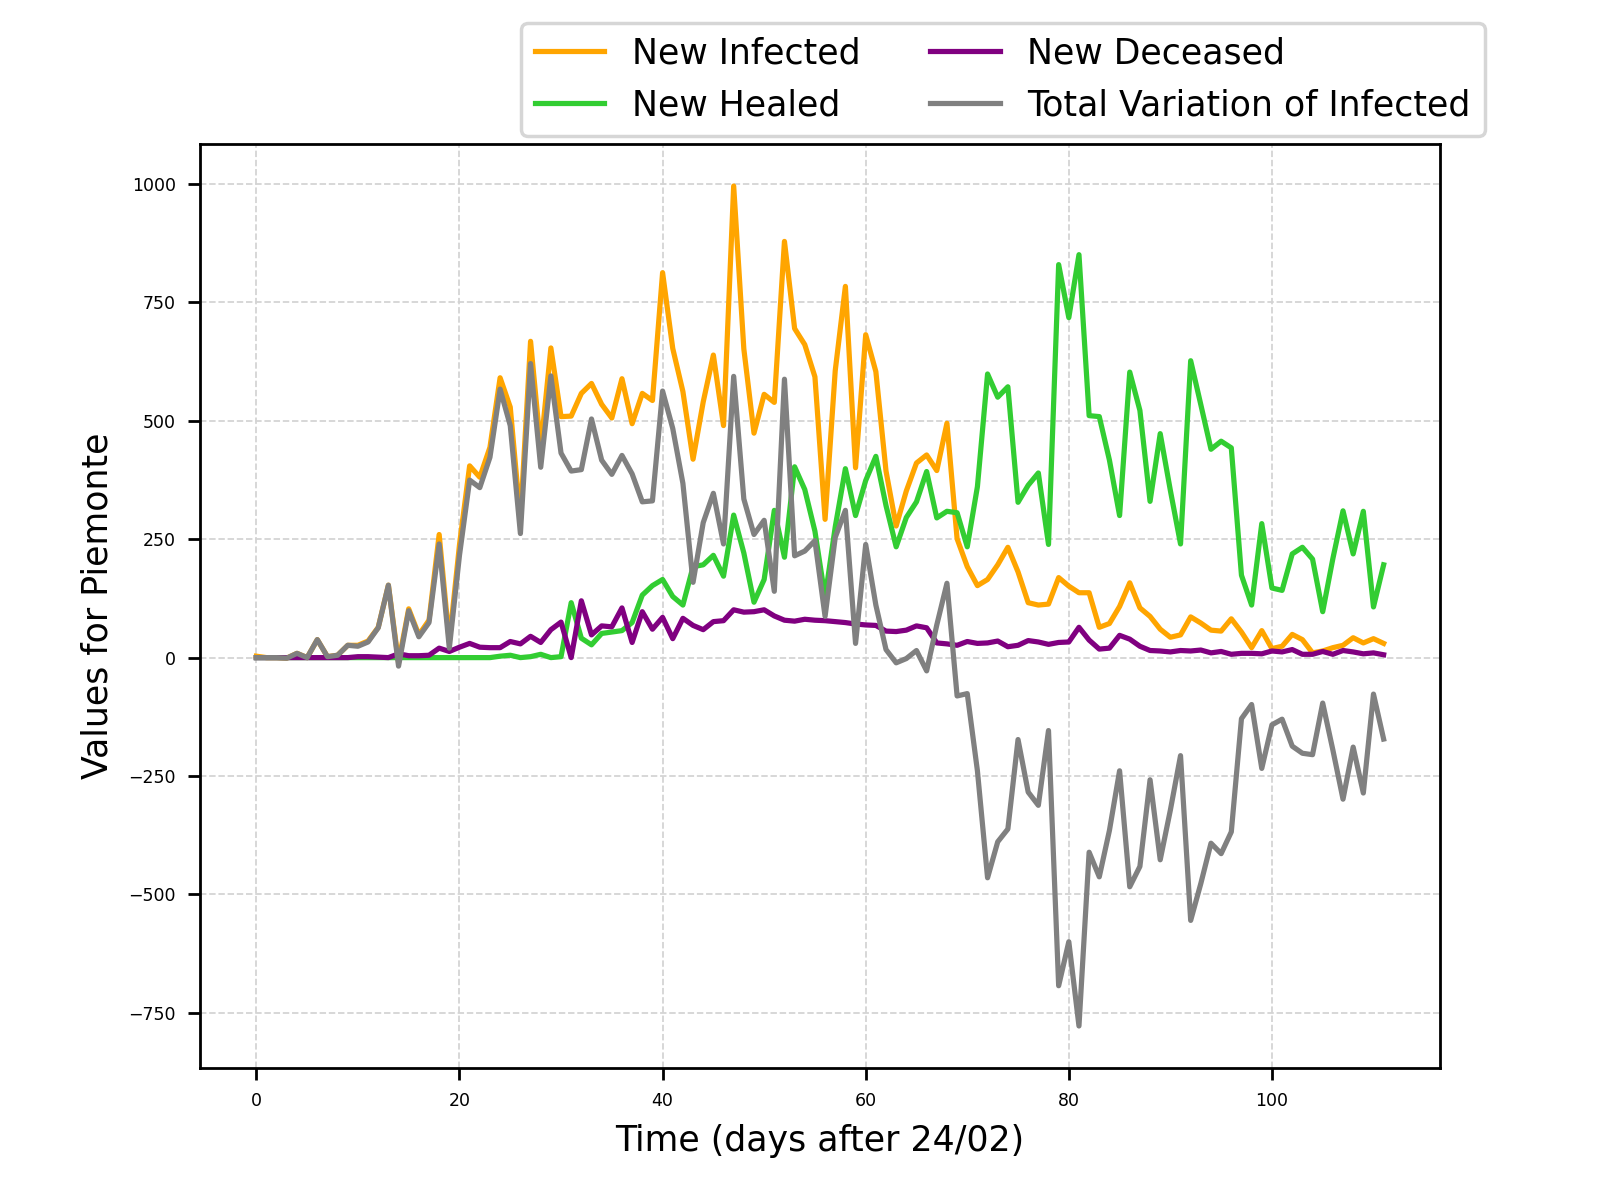 New Infected New Deceased
New Healed Total Variation of Infected
1000
750
500
250
0
−250
−500
−750
Values for Piemonte
0 20 40 60 80 100
Time (days after 24/02)